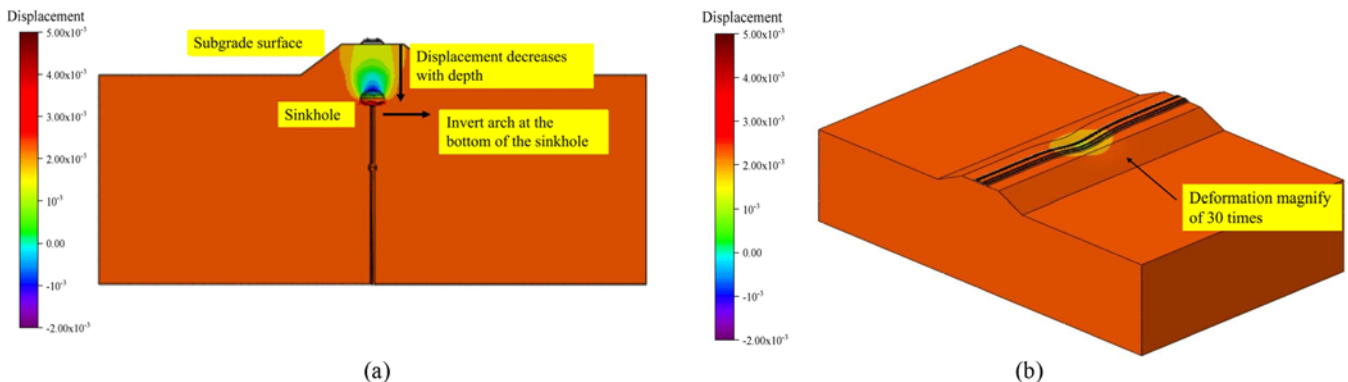 Displacement
5.00x10⁻³
4.00x10⁻³
3.00x10⁻³
2.00x10⁻³
10⁻³
0.00
-10⁻³
-2.00x10⁻³
Subgrade surface
Displacement decreases
with depth
Sinkhole
Invert arch at the
bottom of the sinkhole
(a)
Displacement
5.00x10⁻³
4.00x10⁻³
3.00x10⁻³
2.00x10⁻³
10⁻³
0.00
-10⁻³
-2.00x10⁻³
Deformation magnify
of 30 times
(b)